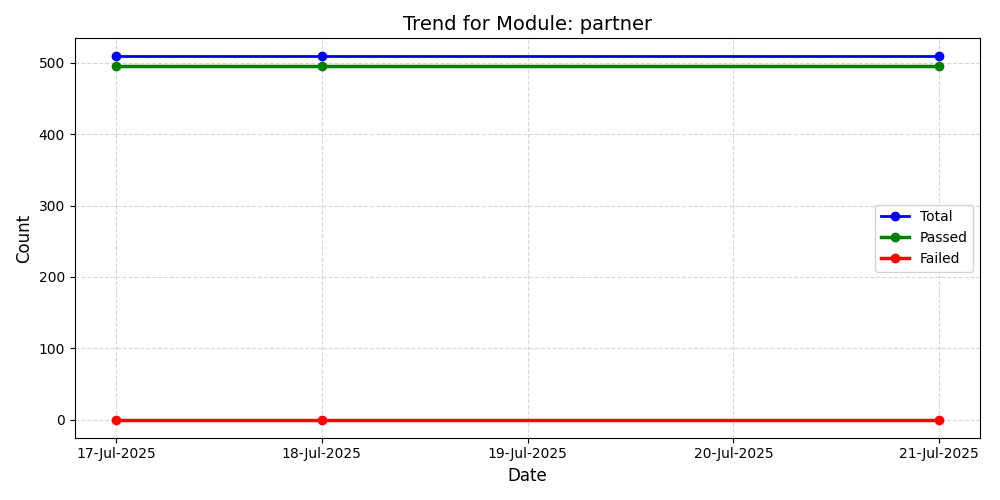 Trend for Module: partner
Count
500
400
300
200
100
0
Total
Passed
Failed
17-Jul-2025
18-Jul-2025
19-Jul-2025
20-Jul-2025
21-Jul-2025
Date